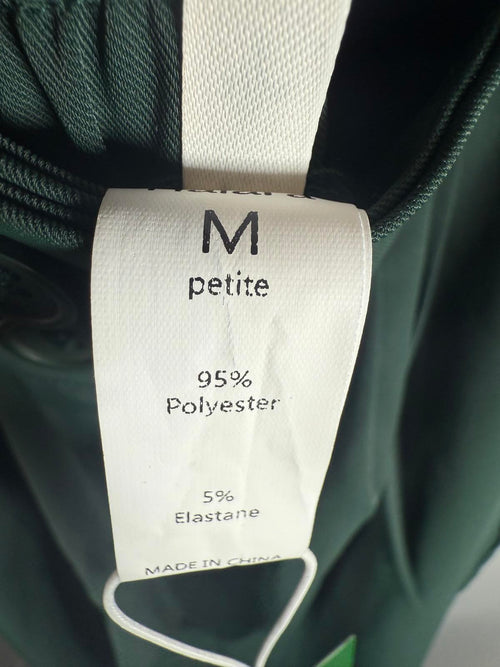 M
petite
95%
Polyester
5%
Elastane
MADE IN CHINA